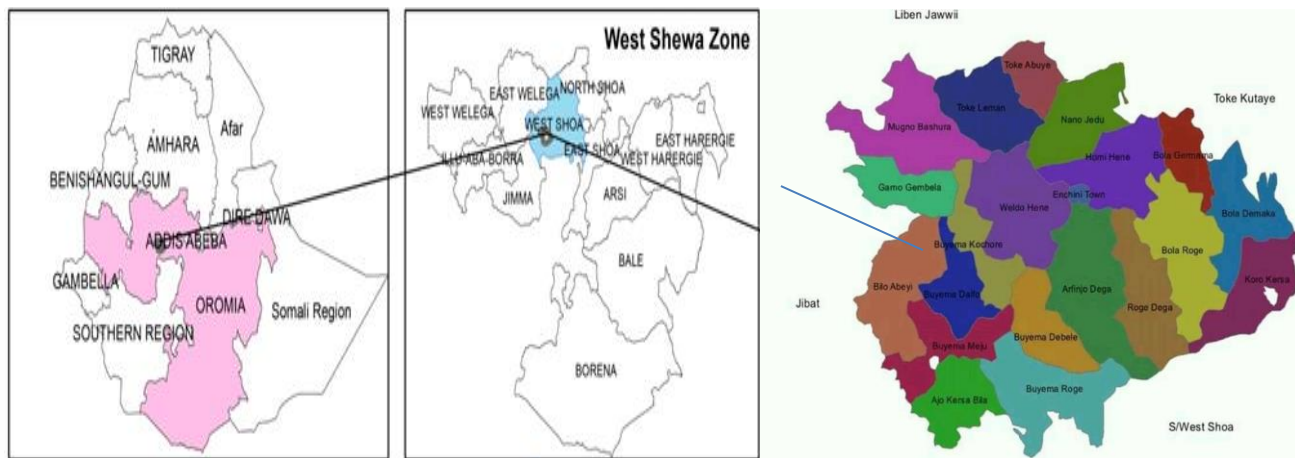 TIGRAY
AMHARA
Afar
BENISHANGUL-GUM
DIRE DAWA
ADDIS ABEBA
GAMBELLA
OROMIA
SOUTHERN REGION
Somali Region
West Shewa Zone
NORTH SHOA
EAST WELEGA
WEST WELEGA
WEST SHOA
EAST HARERGIE
EAST SHOA
WEST HARERGIE
ILLU-ABA-BORRA
JIMMA
ARSI
BALE
BORENA
Liben Jawwii
Toke Abuye
Toke Leman
Toke Kutaye
Nano Jedu
Mugno Bashura
Homi Hene
Bola Germama
Gamo Gembela
Enchini Town
Weldo Hene
Bola Demaka
Buyema Kochore
Bola Roge
Koro Kersa
Bilo Abeyi
Arfinjo Dega
Buyema Dallo
Jibat
Roge Dega
Buyema Debele
Buyema Meju
Buyema Roge
Ajo Kersa Bila
S/West Shoa